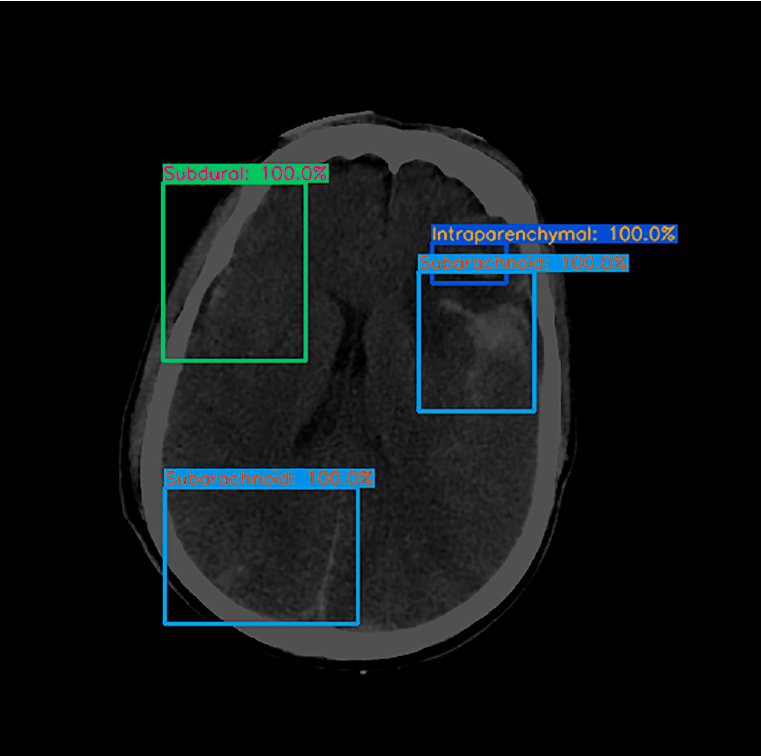 Subdural: 100.0%
Intraparenchymal: 100.0%
Subarachnoid: 100.0%
Subarachnoid: 100.0%